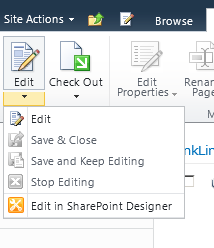 Site Actions Browse
Edit Check Out Edit Properties
Edit
Save & Close
Save and Keep Editing
Stop Editing
Edit in SharePoint Designer